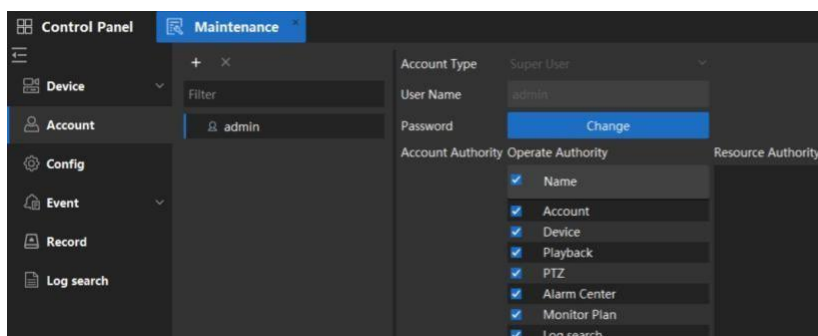 Control Panel
Maintenance
Device
Account
Config
Event
Record
Log search
Filter
admin
Account Type Super User
User Name admin
Password Change
Account Authority Operate Authority Resource Authority
Name
Account
Device
Playback
PTZ
Alarm Center
Monitor Plan
Log search